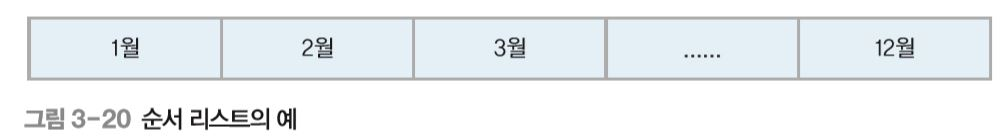 1월 2월 3월 ...... 12월
그림 3-20 순서 리스트의 예